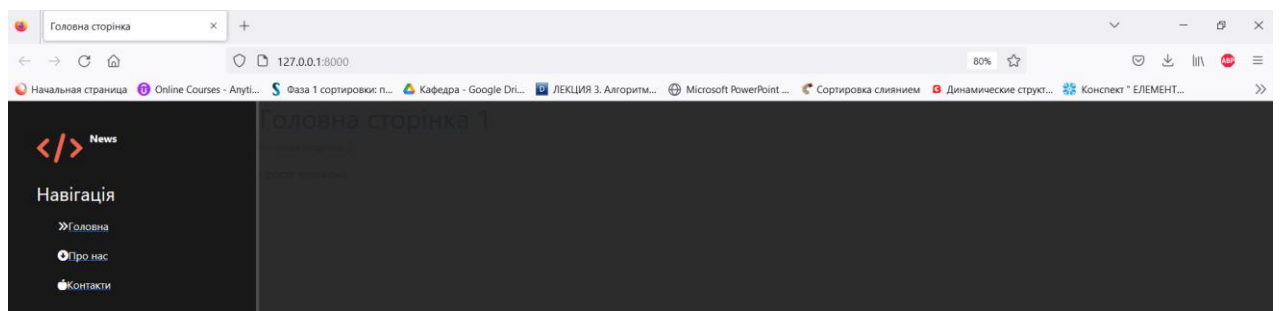 Головна сторінка
127.0.0.1:8000
80%
Начальная страница Online Courses - Anyti... Фаза 1 сортировки: п... Кафедра - Google Dri... ЛЕКЦИЯ 3. Алгоритм... Microsoft PowerPoint ... Сортировка слиянием Динамические структ... Конспект " ЕЛЕМЕНТ...
ABP
Головна сторінка 1
</> News
Навігація
Головна
Про нас
Контакти